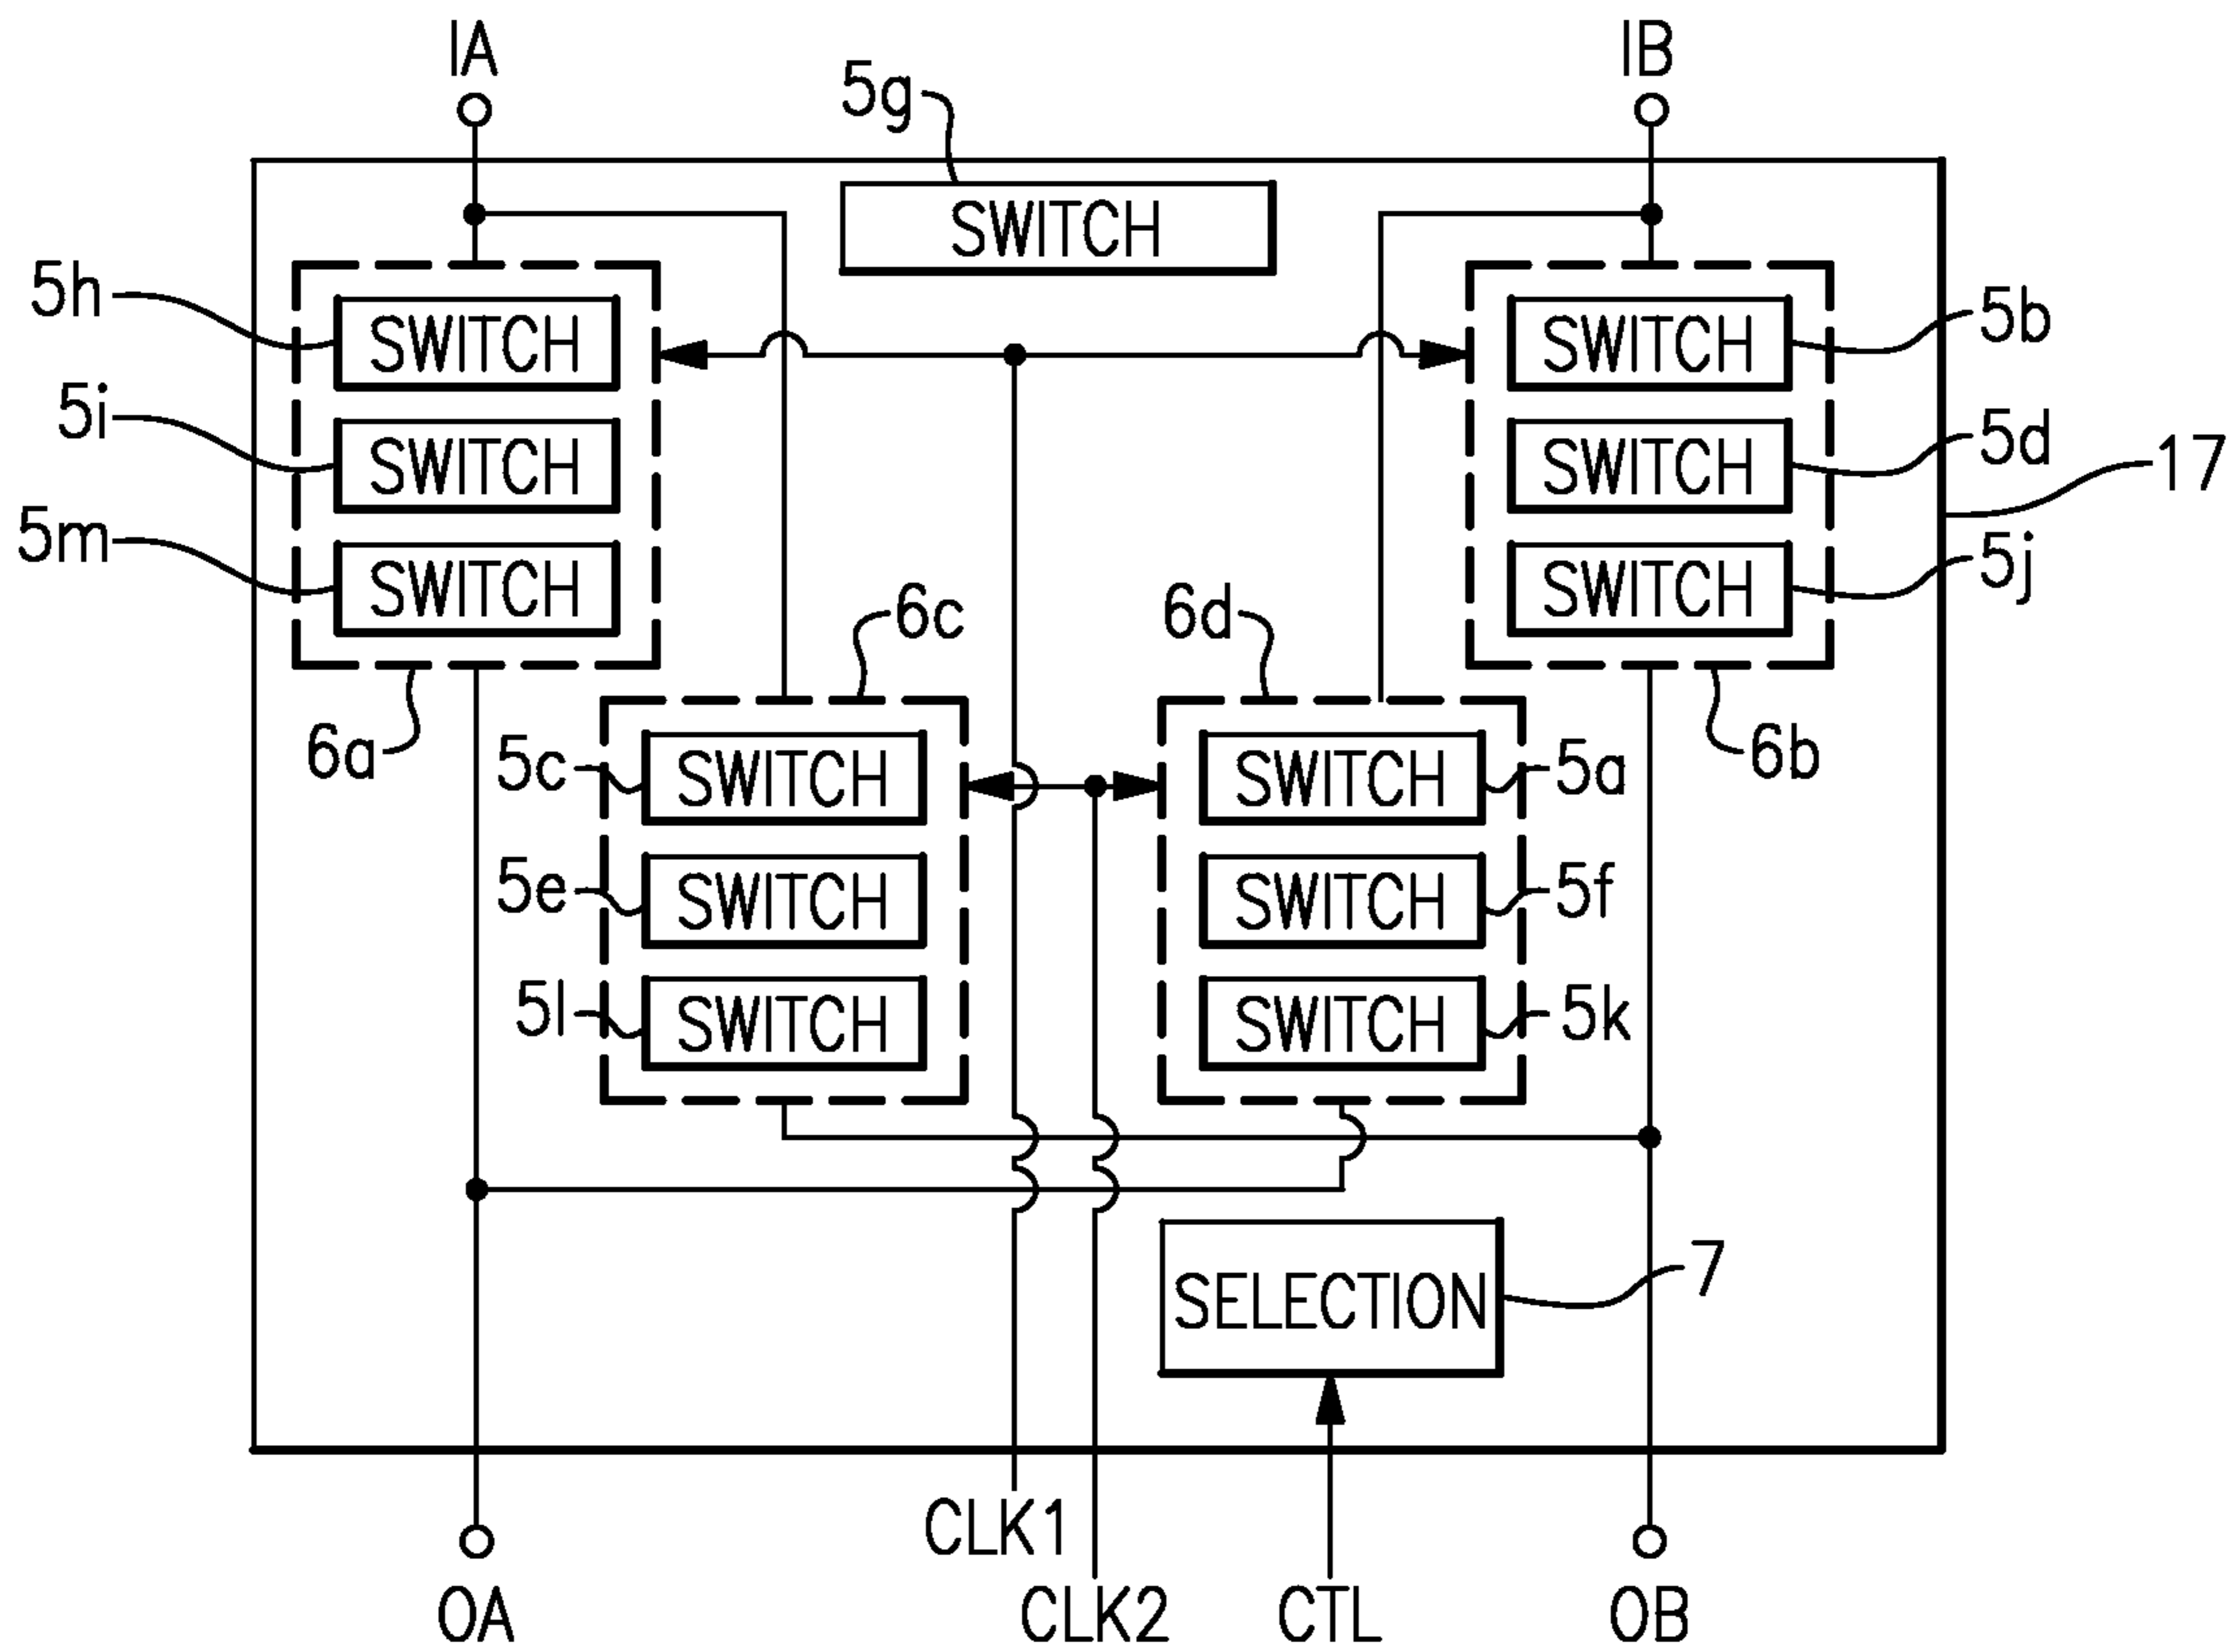 IA
IB
5g
SWITCH
5h
SWITCH
SWITCH
5b
5i
SWITCH
SWITCH
5d
17
5m
SWITCH
SWITCH
5j
6c
6d
6a
6b
5c
SWITCH
SWITCH
5a
5e
SWITCH
SWITCH
5f
5l
SWITCH
SWITCH
5k
7
SELECTION
CLK1
OA
CLK2
CTL
OB